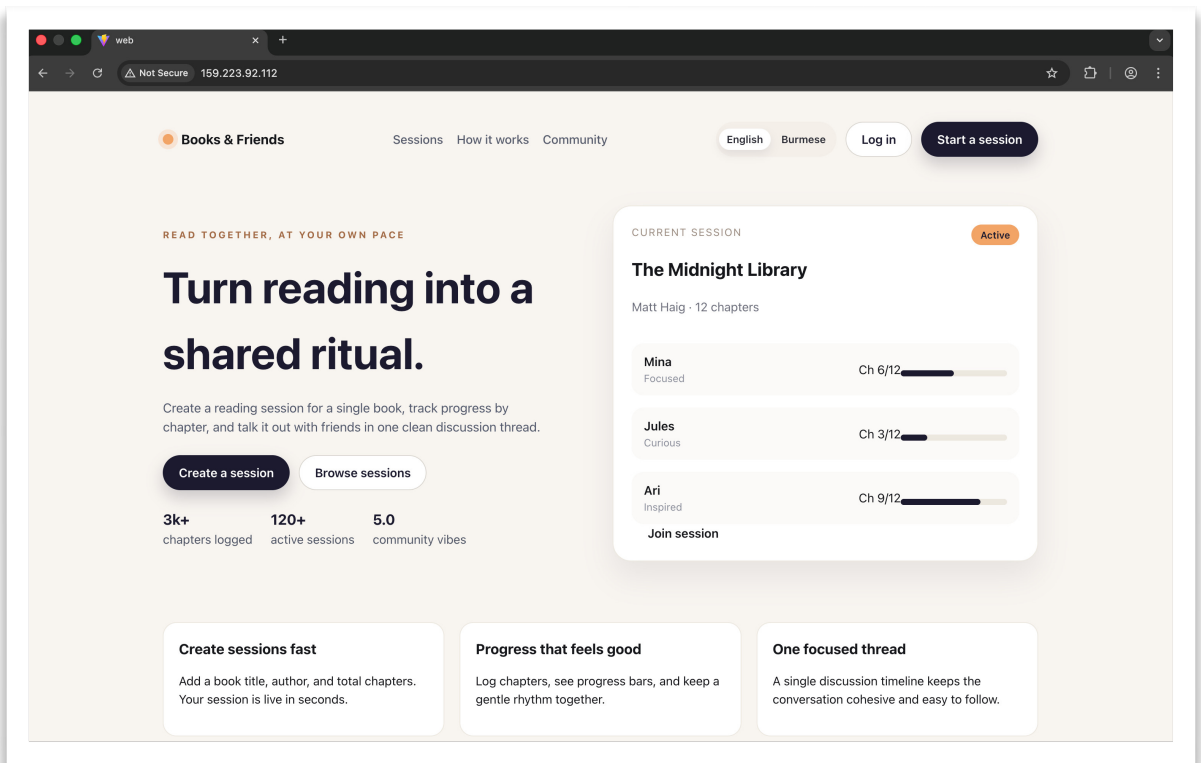 web
Not Secure 159.223.92.112
Books & Friends
Sessions How it works Community
English Burmese
Log in
Start a session
READ TOGETHER, AT YOUR OWN PACE
Turn reading into a
shared ritual.
Create a reading session for a single book, track progress by
chapter, and talk it out with friends in one clean discussion thread.
Create a session
Browse sessions
3k+
chapters logged
120+
active sessions
5.0
community vibes
CURRENT SESSION
Active
The Midnight Library
Matt Haig · 12 chapters
Mina
Focused
Ch 6/12
Jules
Curious
Ch 3/12
Ari
Inspired
Ch 9/12
Join session
Create sessions fast
Add a book title, author, and total chapters.
Your session is live in seconds.
Progress that feels good
Log chapters, see progress bars, and keep a
gentle rhythm together.
One focused thread
A single discussion timeline keeps the
conversation cohesive and easy to follow.